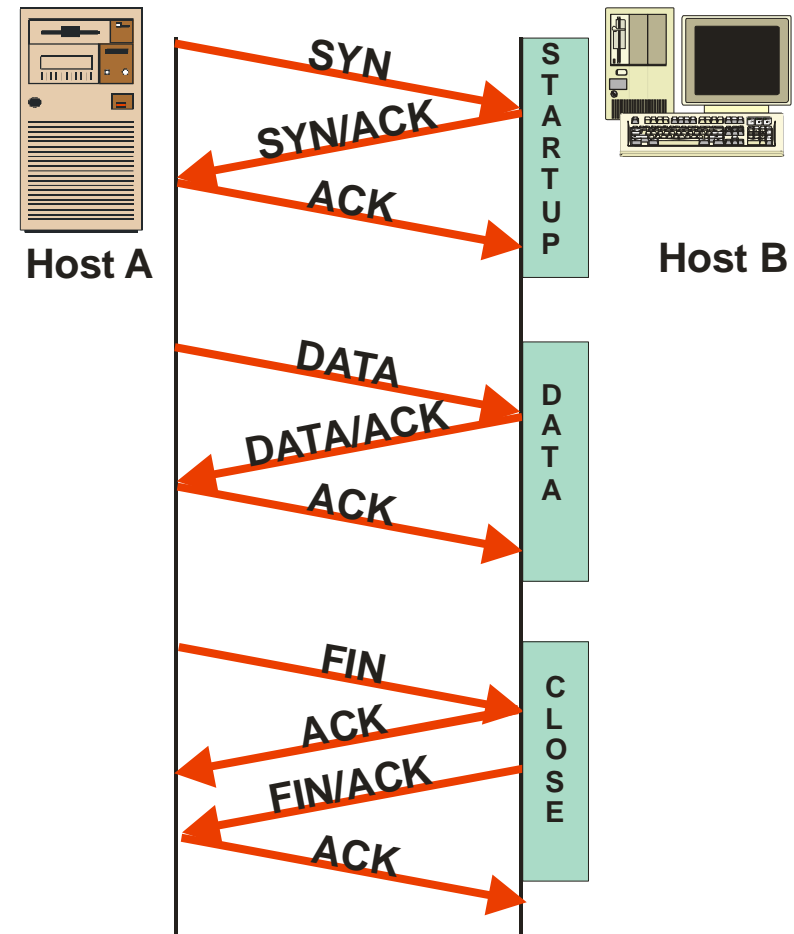 SYN
SYN/ACK
ACK
STARTUP
Host A
Host B
DATA
DATA/ACK
ACK
DATA
FIN
ACK
FIN/ACK
ACK
CLOSE